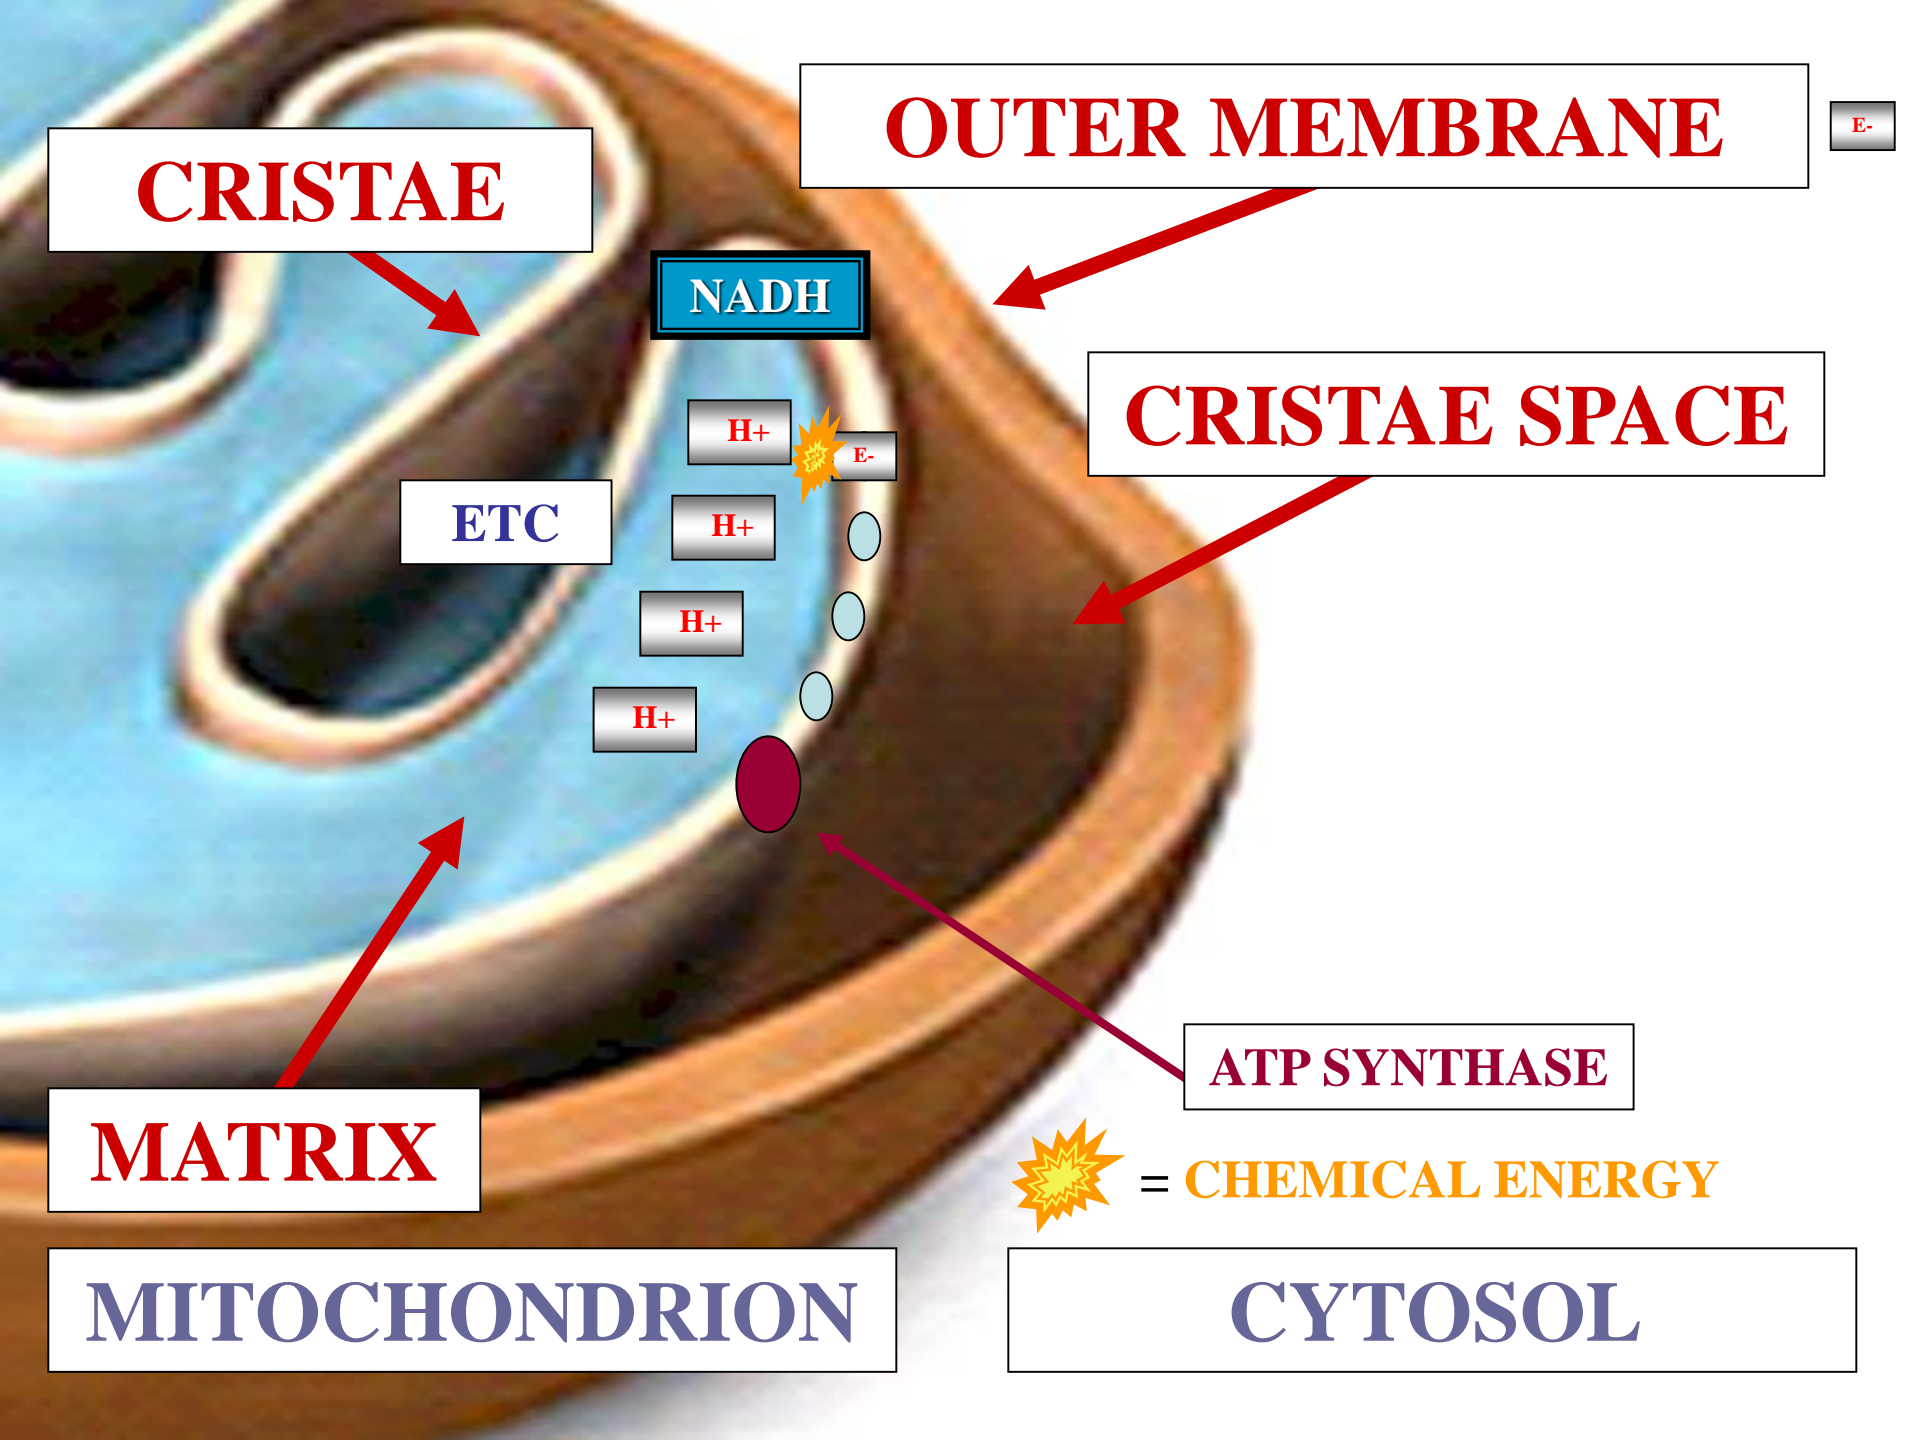 OUTER MEMBRANE
E-
CRISTAE
NADH
CRISTAE SPACE
H+
E-
ETC
H+
H+
H+
ATP SYNTHASE
MATRIX
= CHEMICAL ENERGY
MITOCHONDRION
CYTOSOL